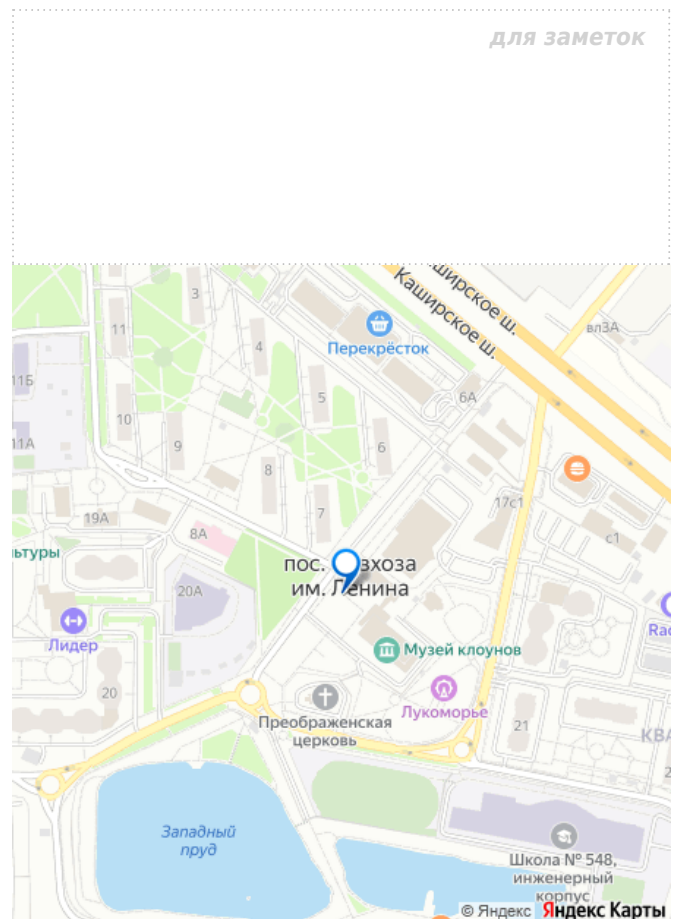 для заметок
Каширское ш.
Каширское ш.
3
вл3А
11
Перекрёсток
4
11Б
5
6А
10
11А
9
6
8
17с1
7
19А
8А
с1
пос. совхоза
им. Ленина
20А
Лидер
Музей клоунов
20
Лукоморье
Преображенская
церковь
21
Западный
пруд
Школа № 548,
инженерный
корпус
© Яндекс Яндекс Карты